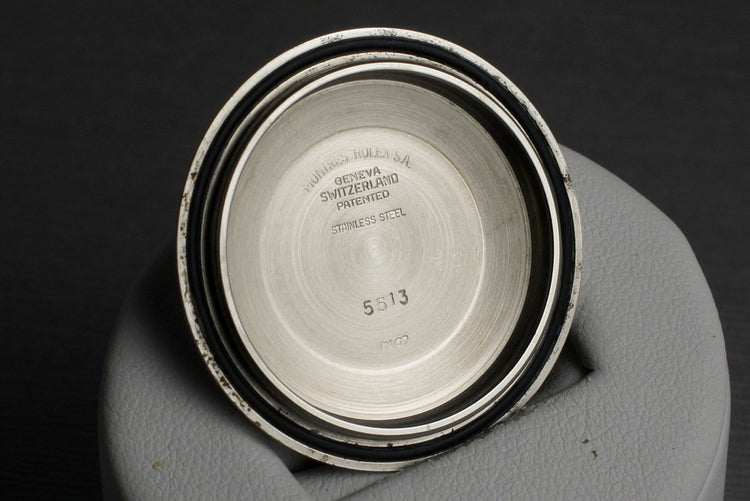 MONTRES ROLEX S.A.
GENEVA
SWITZERLAND
PATENTED
STAINLESS STEEL
5513